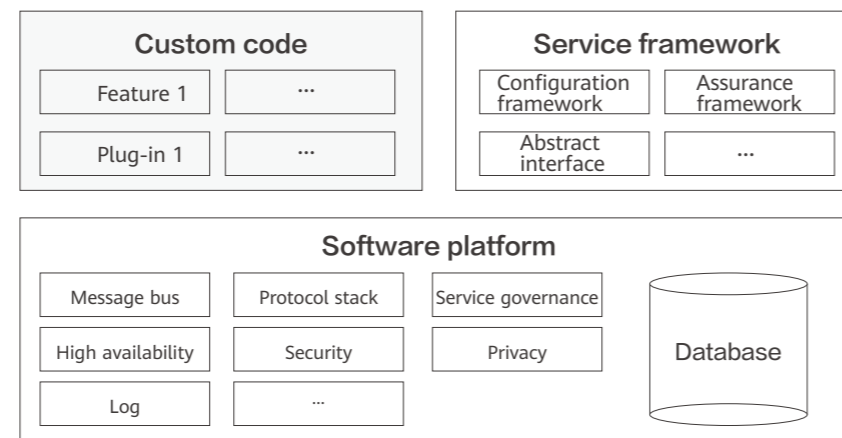 Custom code
Feature 1
...
Plug-in 1
...
Service framework
Configuration
framework
Assurance
framework
Abstract
interface
...
Software platform
Message bus
Protocol stack
Service governance
High availability
Security
Privacy
Log
...
Database